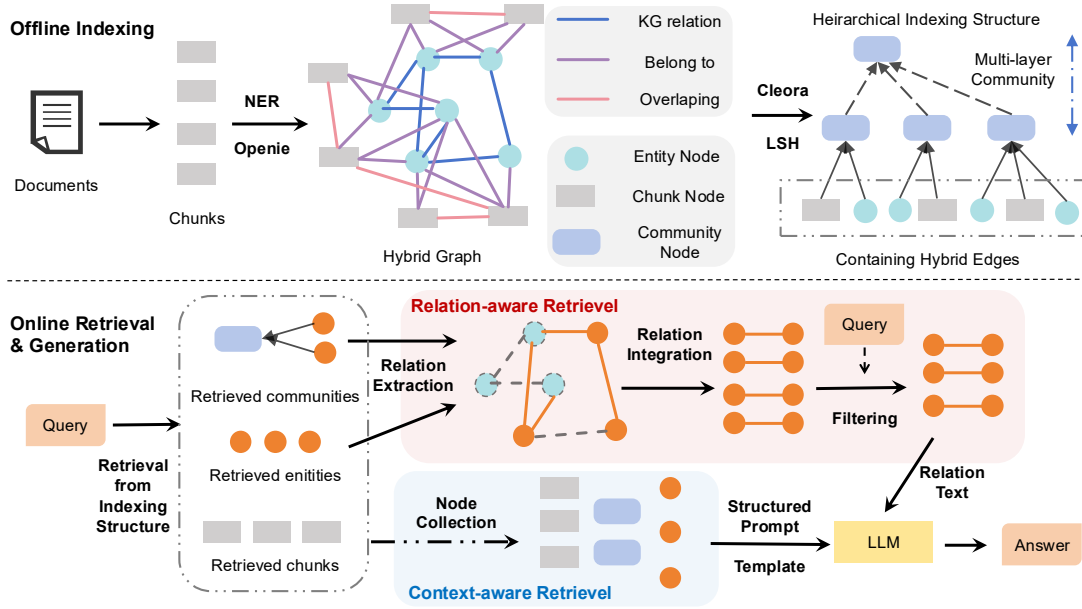 Offline Indexing
Documents
Chunks
NER
Openie
Hybrid Graph
KG relation
Belong to
Overlaping
Entity Node
Chunk Node
Community
Node
Cleora
LSH
Heirarchical Indexing Structure
Multi-layer
Community
Containing Hybrid Edges
Online Retrieval
& Generation
Query
Retrieval
from
Indexing
Structure
Retrieved communities
Retrieved entities
Retrieved chunks
Relation-aware Retrievel
Relation
Extraction
Relation
Integration
Query
Filtering
Relation
Text
Node
Collection
Context-aware Retrievel
Structured
Prompt
Template
LLM
Answer